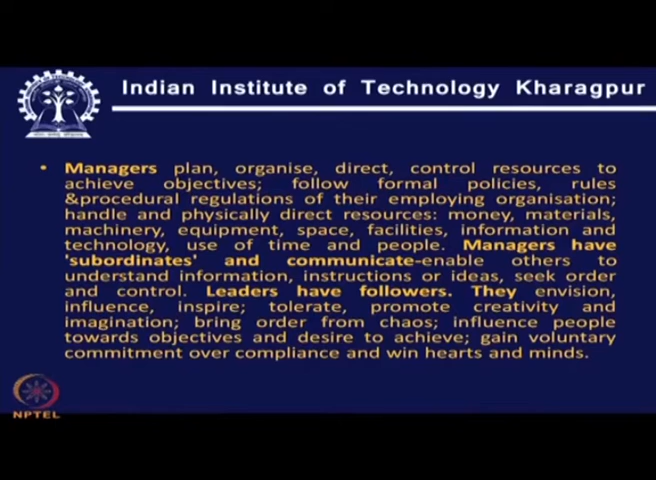 Indian Institute of Technology Kharagpur
• Managers plan, organise, direct, control resources to
achieve objectives; follow formal policies, rules
&procedural regulations of their employing organisation;
handle and physically direct resources: money, materials,
machinery, equipment, space, facilities, information and
technology, use of time and people. Managers have
'subordinates' and communicate-enable others to
understand information, instructions or ideas, seek order
and control. Leaders have followers. They envision,
influence, inspire; tolerate, promote creativity and
imagination; bring order from chaos; influence people
towards objectives and desire to achieve; gain voluntary
commitment over compliance and win hearts and minds.
NPTEL